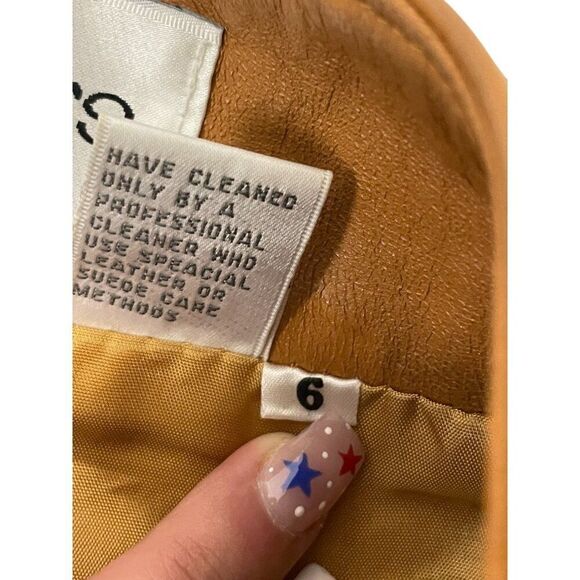 HAVE CLEANED
ONLY BY A
PROFESSIONAL
CLEANER WHO
USE SPEACIAL
LEATHER OR
SUEDE CARE
METHODS
6